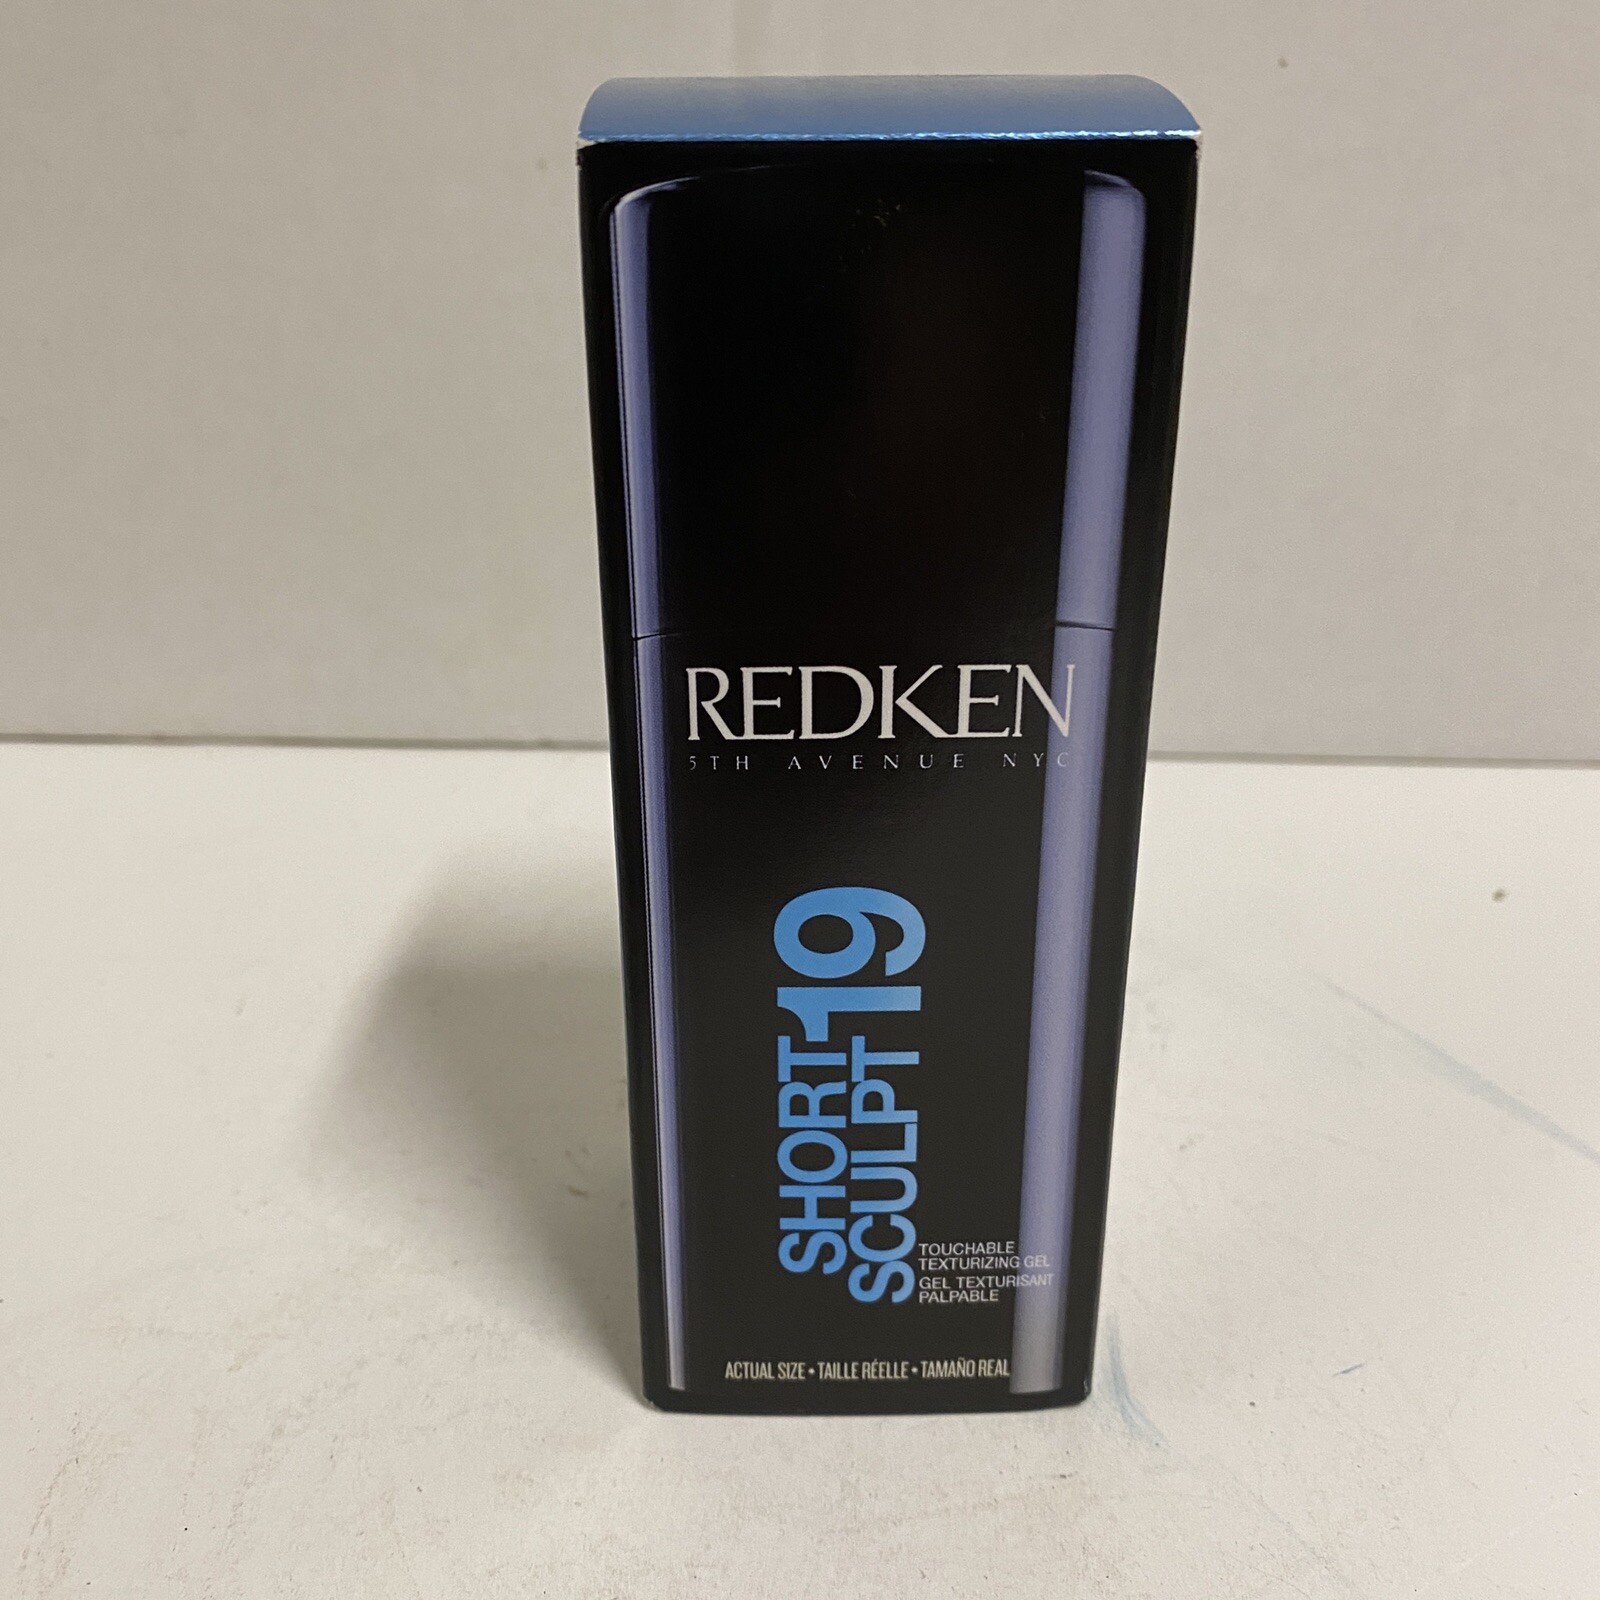 REDKEN
5TH AVENUE NYC
SHORT
SCULPT 19
TOUCHABLE
TEXTURIZING GEL
GEL TEXTURISANT
PALPABLE
ACTUAL SIZE • TAILLE RÉELLE • TAMAÑO REAL